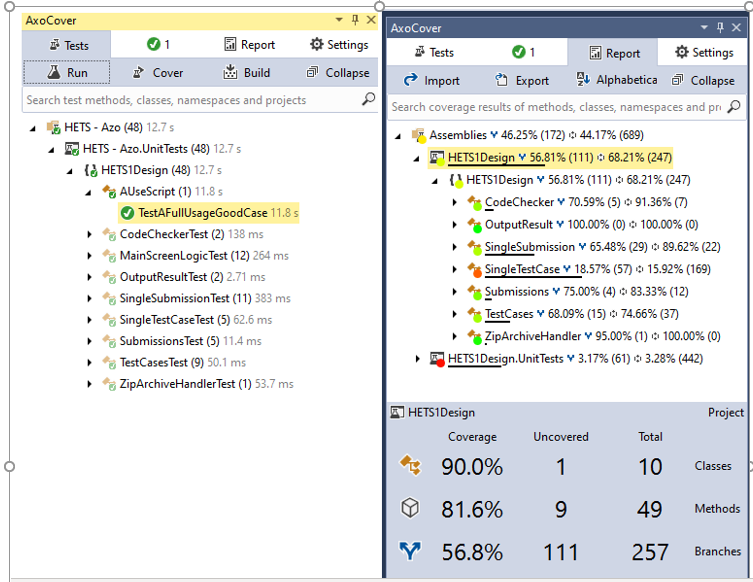 AxoCover
Tests
1
Report
Settings
Run
Cover
Build
Collapse
Search test methods, classes, namespaces and projects
HETS - Azo (48) 12.7 s
HETS - Azo.UnitTests (48) 12.7 s
HETS1Design (48) 12.7 s
AUseScript (1) 11.8 s
TestAFullUsageGoodCase 11.8 s
CodeCheckerTest (2) 138 ms
MainScreenLogicTest (12) 264 ms
OutputResultTest (2) 2.71 ms
SingleSubmissionTest (11) 383 ms
SingleTestCaseTest (5) 62.6 ms
SubmissionsTest (5) 11.4 ms
TestCasesTest (9) 50.1 ms
ZipArchiveHandlerTest (1) 53.7 ms
AxoCover
Tests
1
Report
Settings
Import
Export
Alphabetica
Collapse
Search coverage results of methods, classes, namespaces and pr
Assemblies 46.25% (172) 44.17% (689)
HETS1Design 56.81% (111) 68.21% (247)
HETS1Design 56.81% (111) 68.21% (247)
CodeChecker 70.59% (5) 91.36% (7)
OutputResult 100.00% (0) 100.00% (0)
SingleSubmission 65.48% (29) 89.62% (22)
SingleTestCase 18.57% (57) 15.92% (169)
Submissions 75.00% (4) 83.33% (12)
TestCases 68.09% (15) 74.66% (37)
ZipArchiveHandler 95.00% (1) 100.00% (0)
HETS1Design.UnitTests 3.17% (61) 3.28% (442)
HETS1Design Project
Coverage Uncovered Total
90.0% 1 10 Classes
81.6% 9 49 Methods
56.8% 111 257 Branches